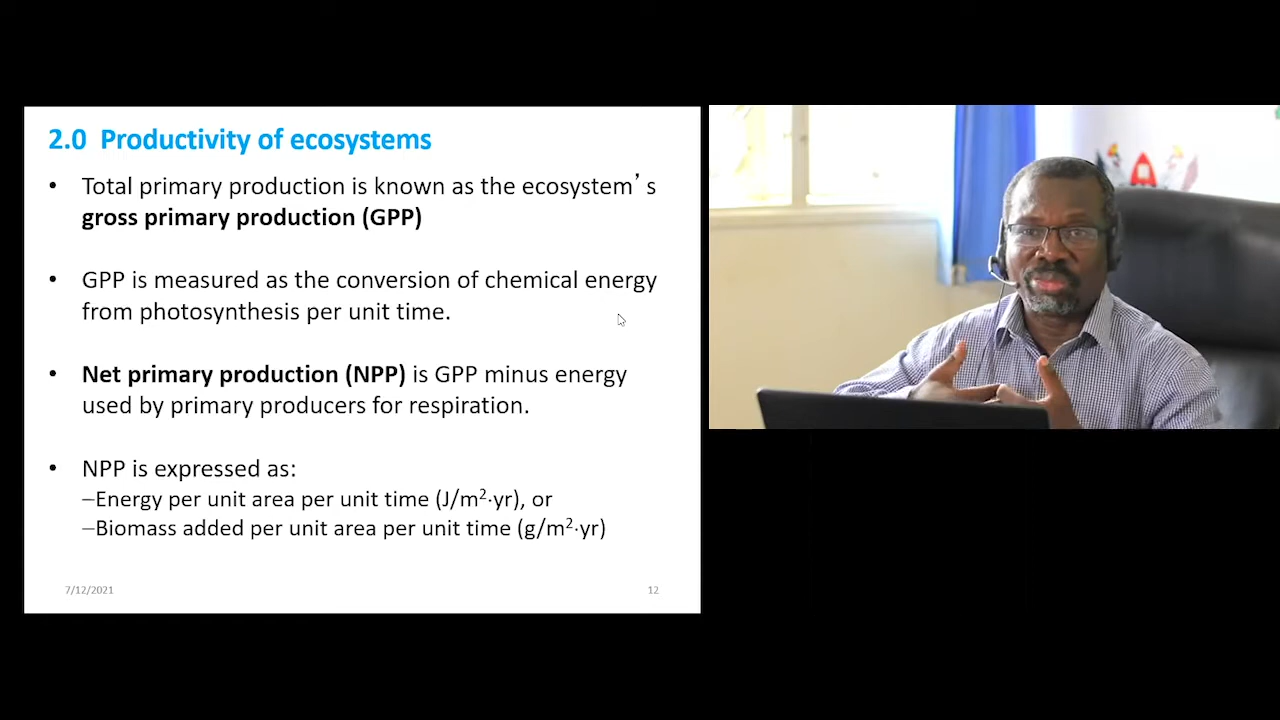 2.0 Productivity of ecosystems
• Total primary production is known as the ecosystem's
gross primary production (GPP)
• GPP is measured as the conversion of chemical energy
from photosynthesis per unit time.
• Net primary production (NPP) is GPP minus energy
used by primary producers for respiration.
• NPP is expressed as:
–Energy per unit area per unit time (J/m²·yr), or
–Biomass added per unit area per unit time (g/m²·yr)
7/12/2021
12